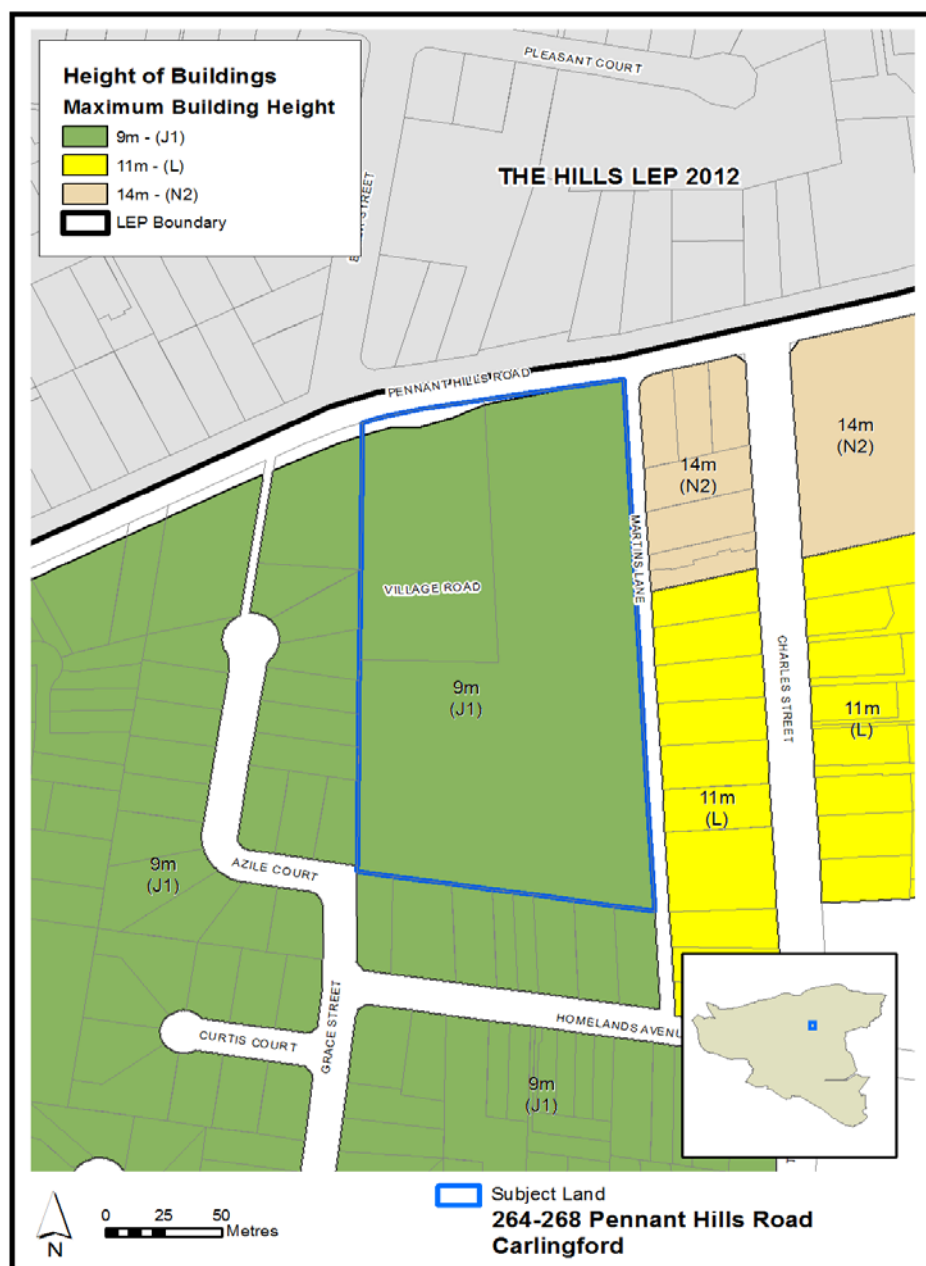 PLEASANT COURT
Height of Buildings
Maximum Building Height
9m - (J1)
11m - (L)
14m - (N2)
LEP Boundary
STREET
THE HILLS LEP 2012
PENNANT HILLS ROAD
14m
(N2)
14m
(N2)
MARTINS LANE
VILLAGE ROAD
CHARLES STREET
9m
(J1)
11m
(L)
11m
(L)
9m
(J1)
AZILE COURT
GRACE STREET
HOMELANDS AVENU
CURTIS COURT
9m
(J1)
N
0 25 50
Metres
Subject Land
264-268 Pennant Hills Road
Carlingford